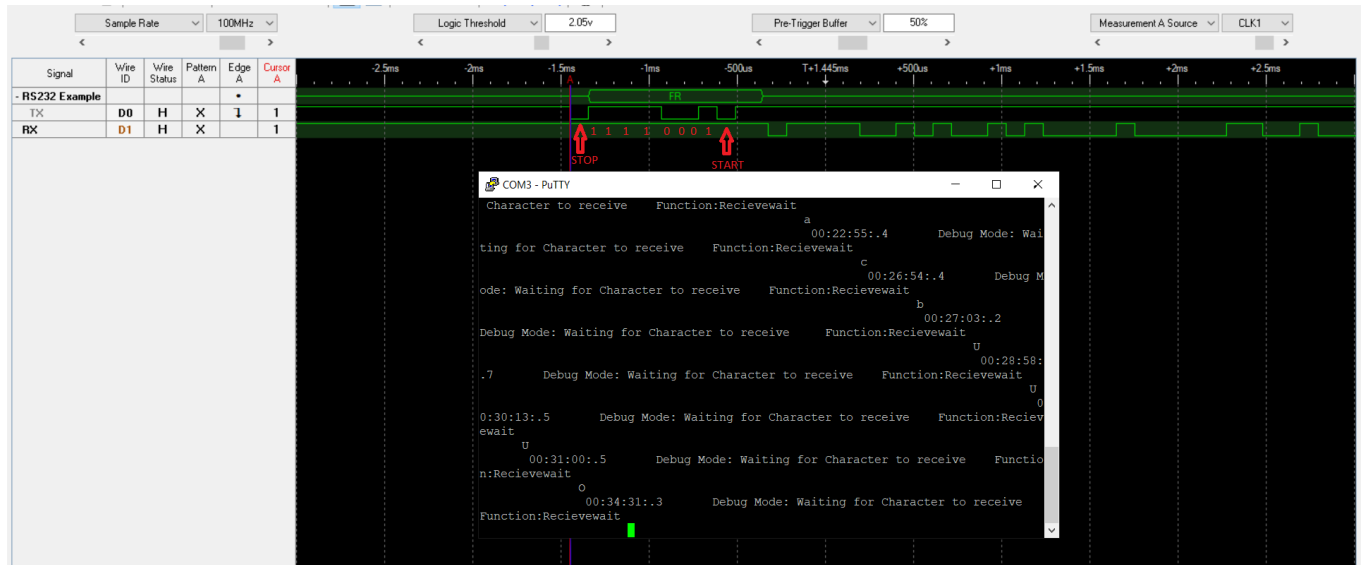 Sample Rate 100MHz Logic Threshold 2.05v Pre-Trigger Buffer 50% Measurement A Source CLK1
Signal Wire ID Wire Status Pattern A Edge A Cursor A -2.5ms -2ms -1.5ms -1ms -500us T+1.445ms +500us +1ms +1.5ms +2ms +2.5ms
A
- RS232 Example FR
TX D0 H X 1
RX D1 H X 1
1 1 1 1 0 0 0 1
STOP START
COM3 - PuTTY
Character to receive Function:Recievewait
a
00:22:55:.4 Debug Mode: Wai
ting for Character to receive Function:Recievewait
c
00:26:54:.4 Debug M
ode: Waiting for Character to receive Function:Recievewait
b
00:27:03:.2
Debug Mode: Waiting for Character to receive Function:Recievewait
U
00:28:58:
.7 Debug Mode: Waiting for Character to receive Function:Recievewait
U
0
0:30:13:.5 Debug Mode: Waiting for Character to receive Function:Reciev
ewait
U
00:31:00:.5 Debug Mode: Waiting for Character to receive Functio
n:Recievewait
O
00:34:31:.3 Debug Mode: Waiting for Character to receive
Function:Recievewait